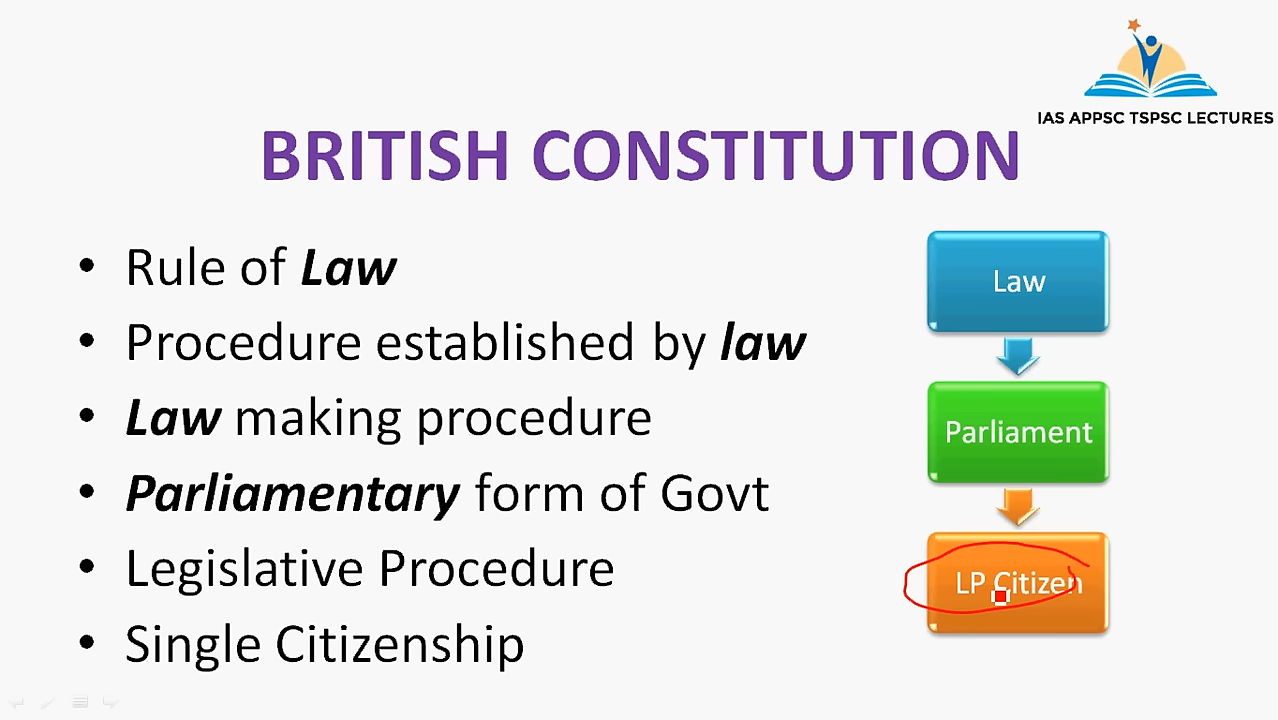 IAS APPSC TSPSC LECTURES
BRITISH CONSTITUTION
• Rule of Law
• Procedure established by law
• Law making procedure
• Parliamentary form of Govt
• Legislative Procedure
• Single Citizenship
Law
Parliament
LP Citizen